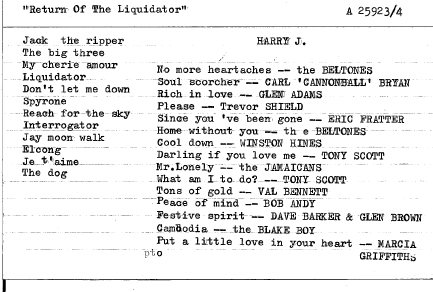 "Return Of The Liquidator"
A 25923/4
HARRY J.
Jack the ripper
The big three
My cherie amour
Liquidator
Don't let me down
Spyrone
Reach for the sky
Interrogator
Jay moon walk
Elcong
Je t'aime
The dog
No more heartaches -- the BELTONES
Soul scorcher -- CARL 'CANNONBALL' BRYAN
Rich in love -- GLEN ADAMS
Please -- Trevor SHIELD
Since you 've been gone -- ERIC FRATTER
Home without you -- th e BELTONES
Cool down -- WINSTON HINES
Darling if you love me -- TONY SCOTT
Mr.Lonely -- the JAMAICANS
What am I to do? -- TONY SCOTT
Tons of gold -- VAL BENNETT
Peace of mind -- BOB ANDY
Festive spirit -- DAVE BARKER & GLEN BROWN
Cambodia -- the BLAKE BOY
Put a little love in your heart -- MARCIA
GRIFFITHS
pto